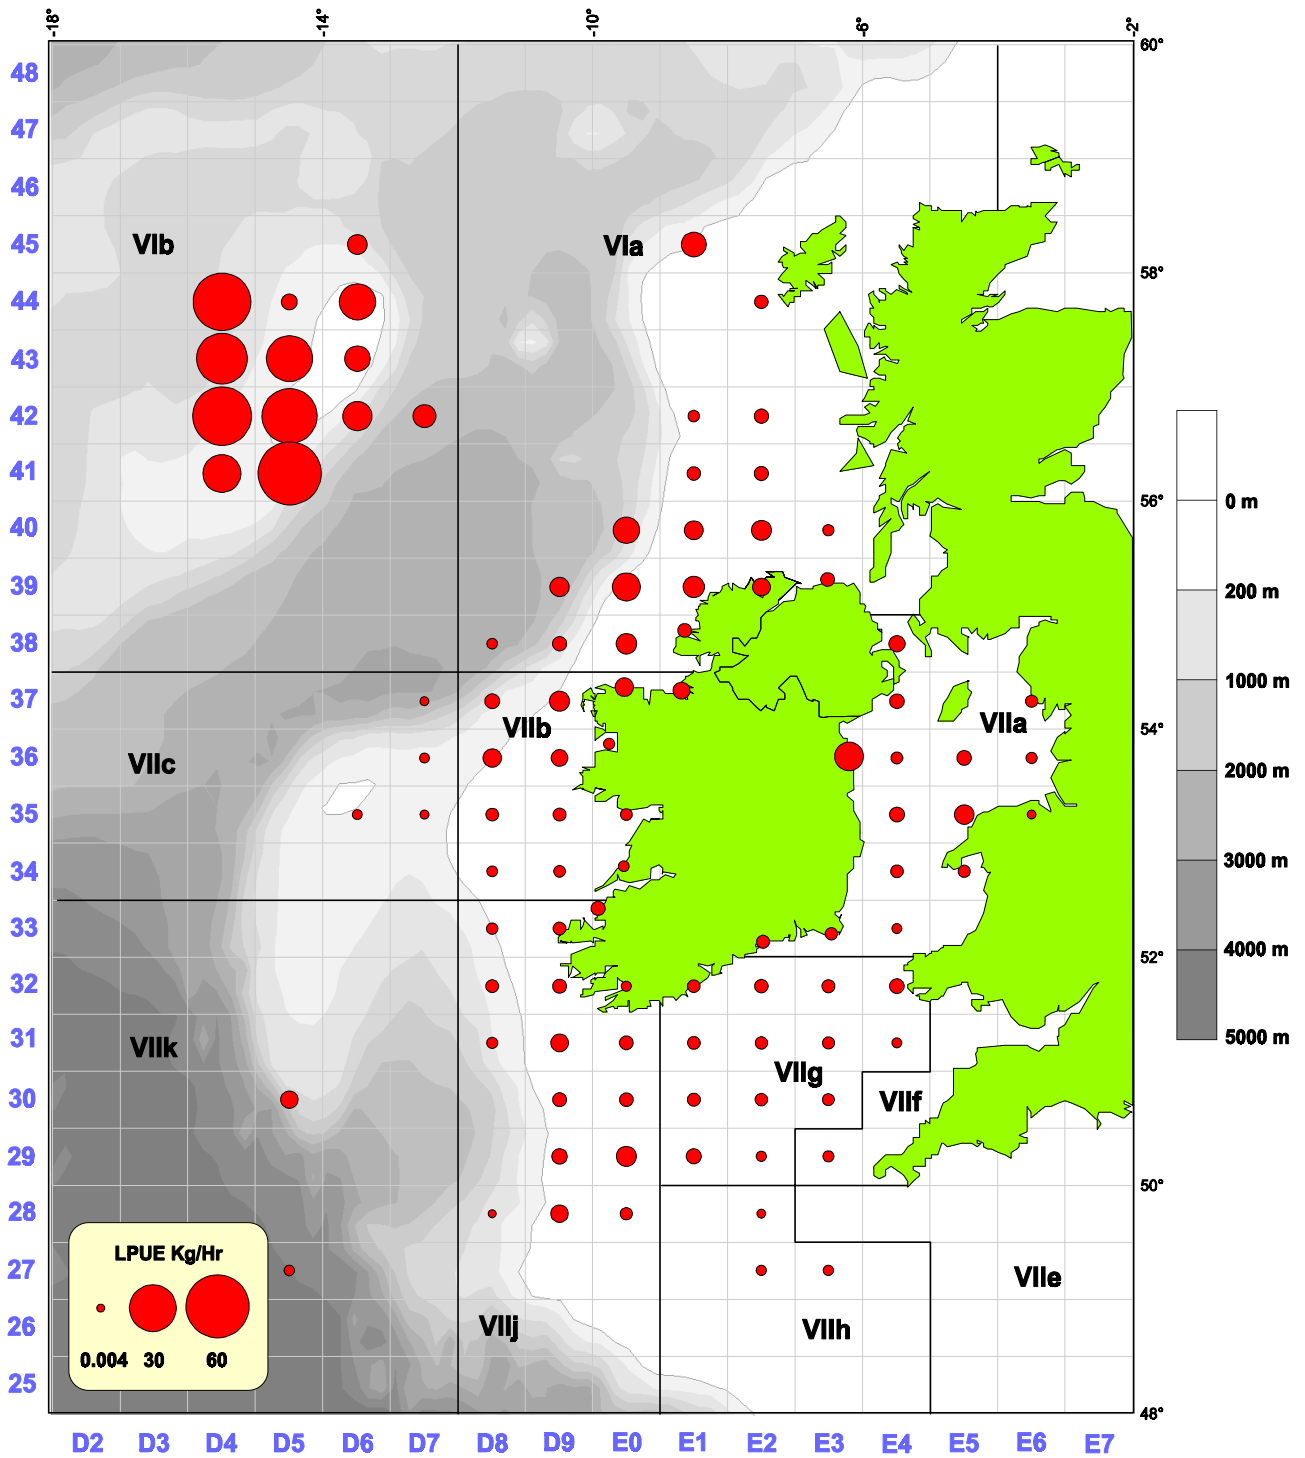 -18° -14° -10° -6° -2°
60°
48
47
46
VIb VIa
45
58°
44
43
42
41
56°
0 m
40
39
200 m
38
37
1000 m
VIIb VIIa
54°
36
VIIc
2000 m
35
34
3000 m
33
4000 m
52°
32
31
VIIk
5000 m
VIIg
30
VIIf
29
50°
28
LPUE Kg/Hr
27
VIIe
26
VIIj VIIh
0.004 30 60
25
48°
D2 D3 D4 D5 D6 D7 D8 D9 E0 E1 E2 E3 E4 E5 E6 E7